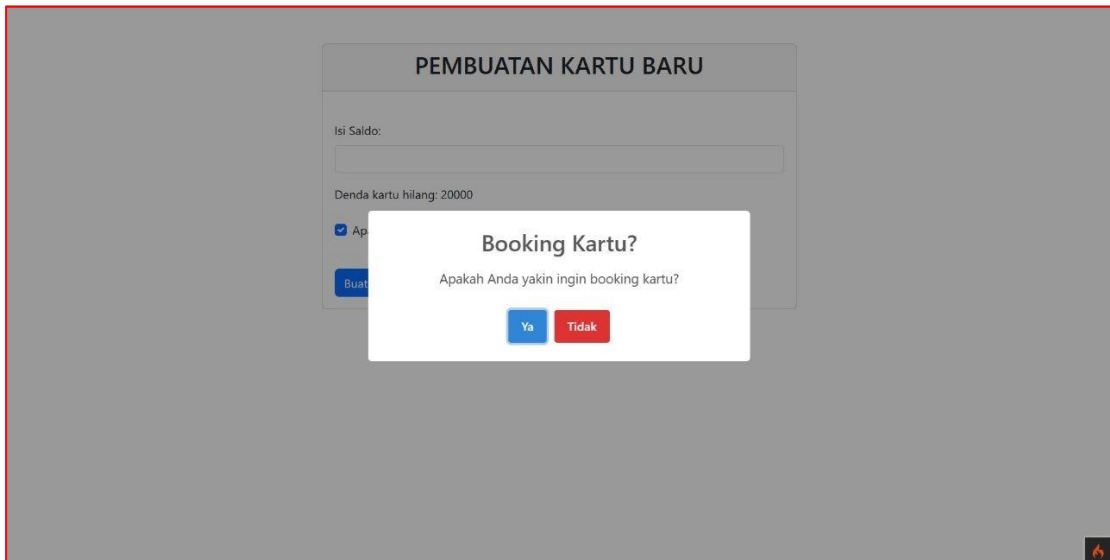 PEMBUATAN KARTU BARU
Isi Saldo:
Denda kartu hilang: 20000
Booking Kartu?
Apakah Anda yakin ingin booking kartu?
Buat
Ya
Tidak